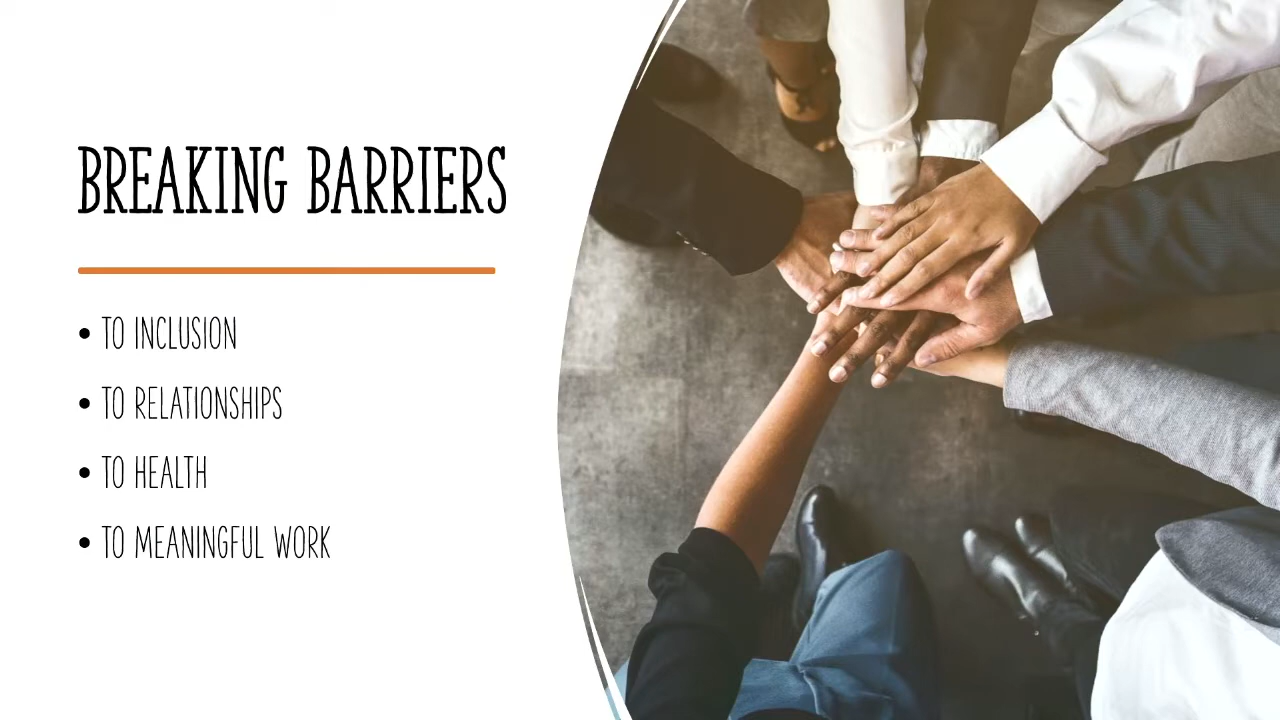 BREAKING BARRIERS
• TO INCLUSION
• TO RELATIONSHIPS
• TO HEALTH
• TO MEANINGFUL WORK